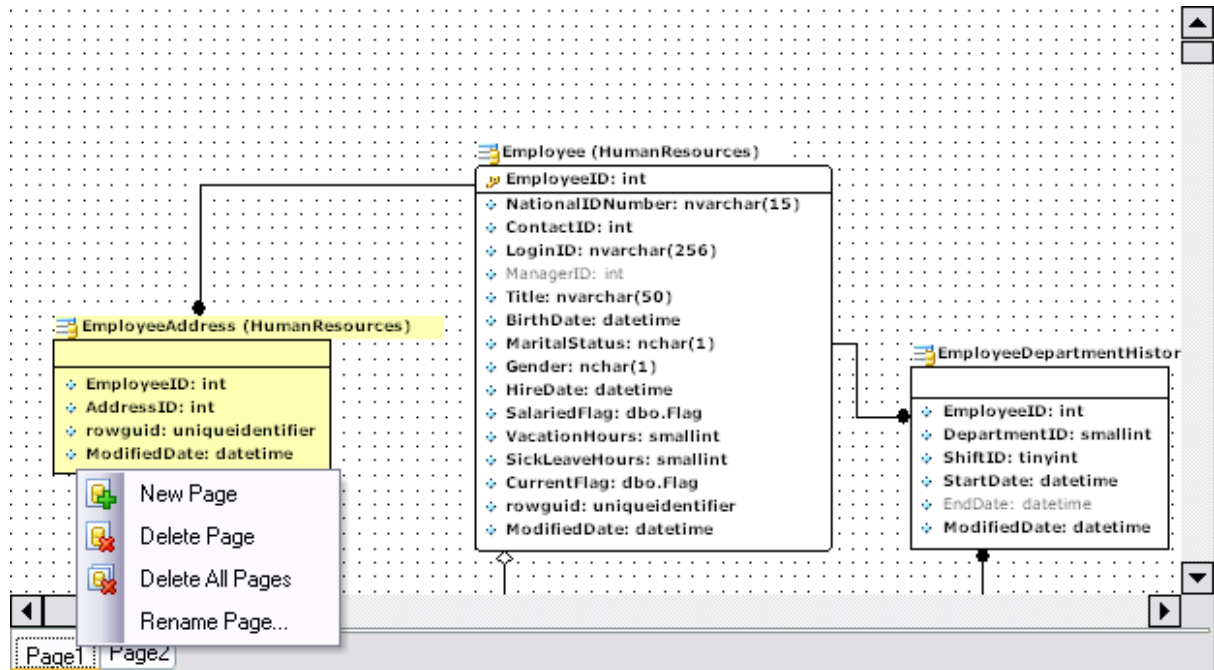 Employee (HumanResources)
EmployeeID: int
NationalIDNumber: nvarchar(15)
ContactID: int
LoginID: nvarchar(256)
ManagerID: int
Title: nvarchar(50)
BirthDate: datetime
MaritalStatus: nchar(1)
Gender: nchar(1)
HireDate: datetime
SalariedFlag: dbo.Flag
VacationHours: smallint
SickLeaveHours: smallint
CurrentFlag: dbo.Flag
rowguid: uniqueidentifier
ModifiedDate: datetime
EmployeeAddress (HumanResources)
EmployeeID: int
AddressID: int
rowguid: uniqueidentifier
ModifiedDate: datetime
EmployeeDepartmentHistor
EmployeeID: int
DepartmentID: smallint
ShiftID: tinyint
StartDate: datetime
EndDate: datetime
ModifiedDate: datetime
New Page
Delete Page
Delete All Pages
Rename Page...
Page1 Page2